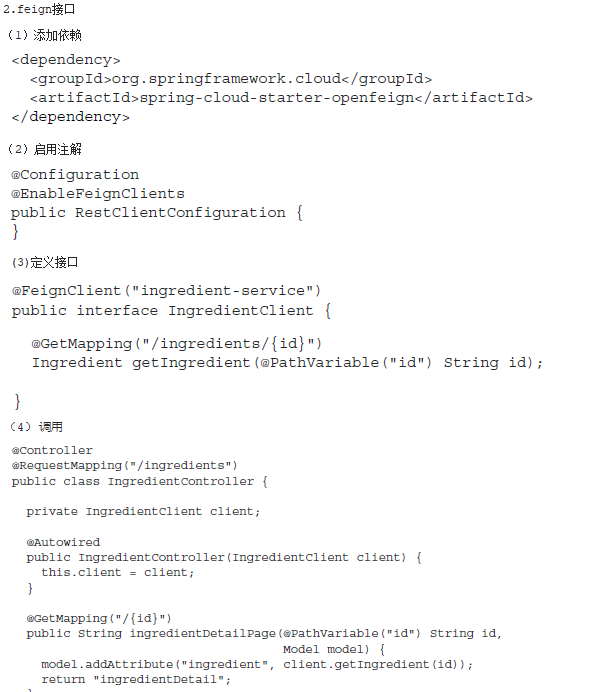 2.feign接口
（1）添加依赖
<dependency>
  <groupId>org.springframework.cloud</groupId>
  <artifactId>spring-cloud-starter-openfeign</artifactId>
</dependency>
（2）启用注解
@Configuration
@EnableFeignClients
public RestClientConfiguration {
}
(3)定义接口
@FeignClient("ingredient-service")
public interface IngredientClient {
  @GetMapping("/ingredients/{id}")
  Ingredient getIngredient(@PathVariable("id") String id);
}
（4）调用
@Controller
@RequestMapping("/ingredients")
public class IngredientController {
  private IngredientClient client;
  @Autowired
  public IngredientController(IngredientClient client) {
    this.client = client;
  }
  @GetMapping("/{id}")
  public String ingredientDetailPage(@PathVariable("id") String id,
                                     Model model) {
    model.addAttribute("ingredient", client.getIngredient(id));
    return "ingredientDetail";
  }